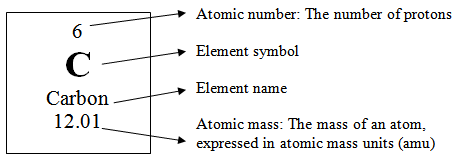 6
Atomic number: The number of protons
C
Element symbol
Carbon
Element name
12.01
Atomic mass: The mass of an atom,
expressed in atomic mass units (amu)